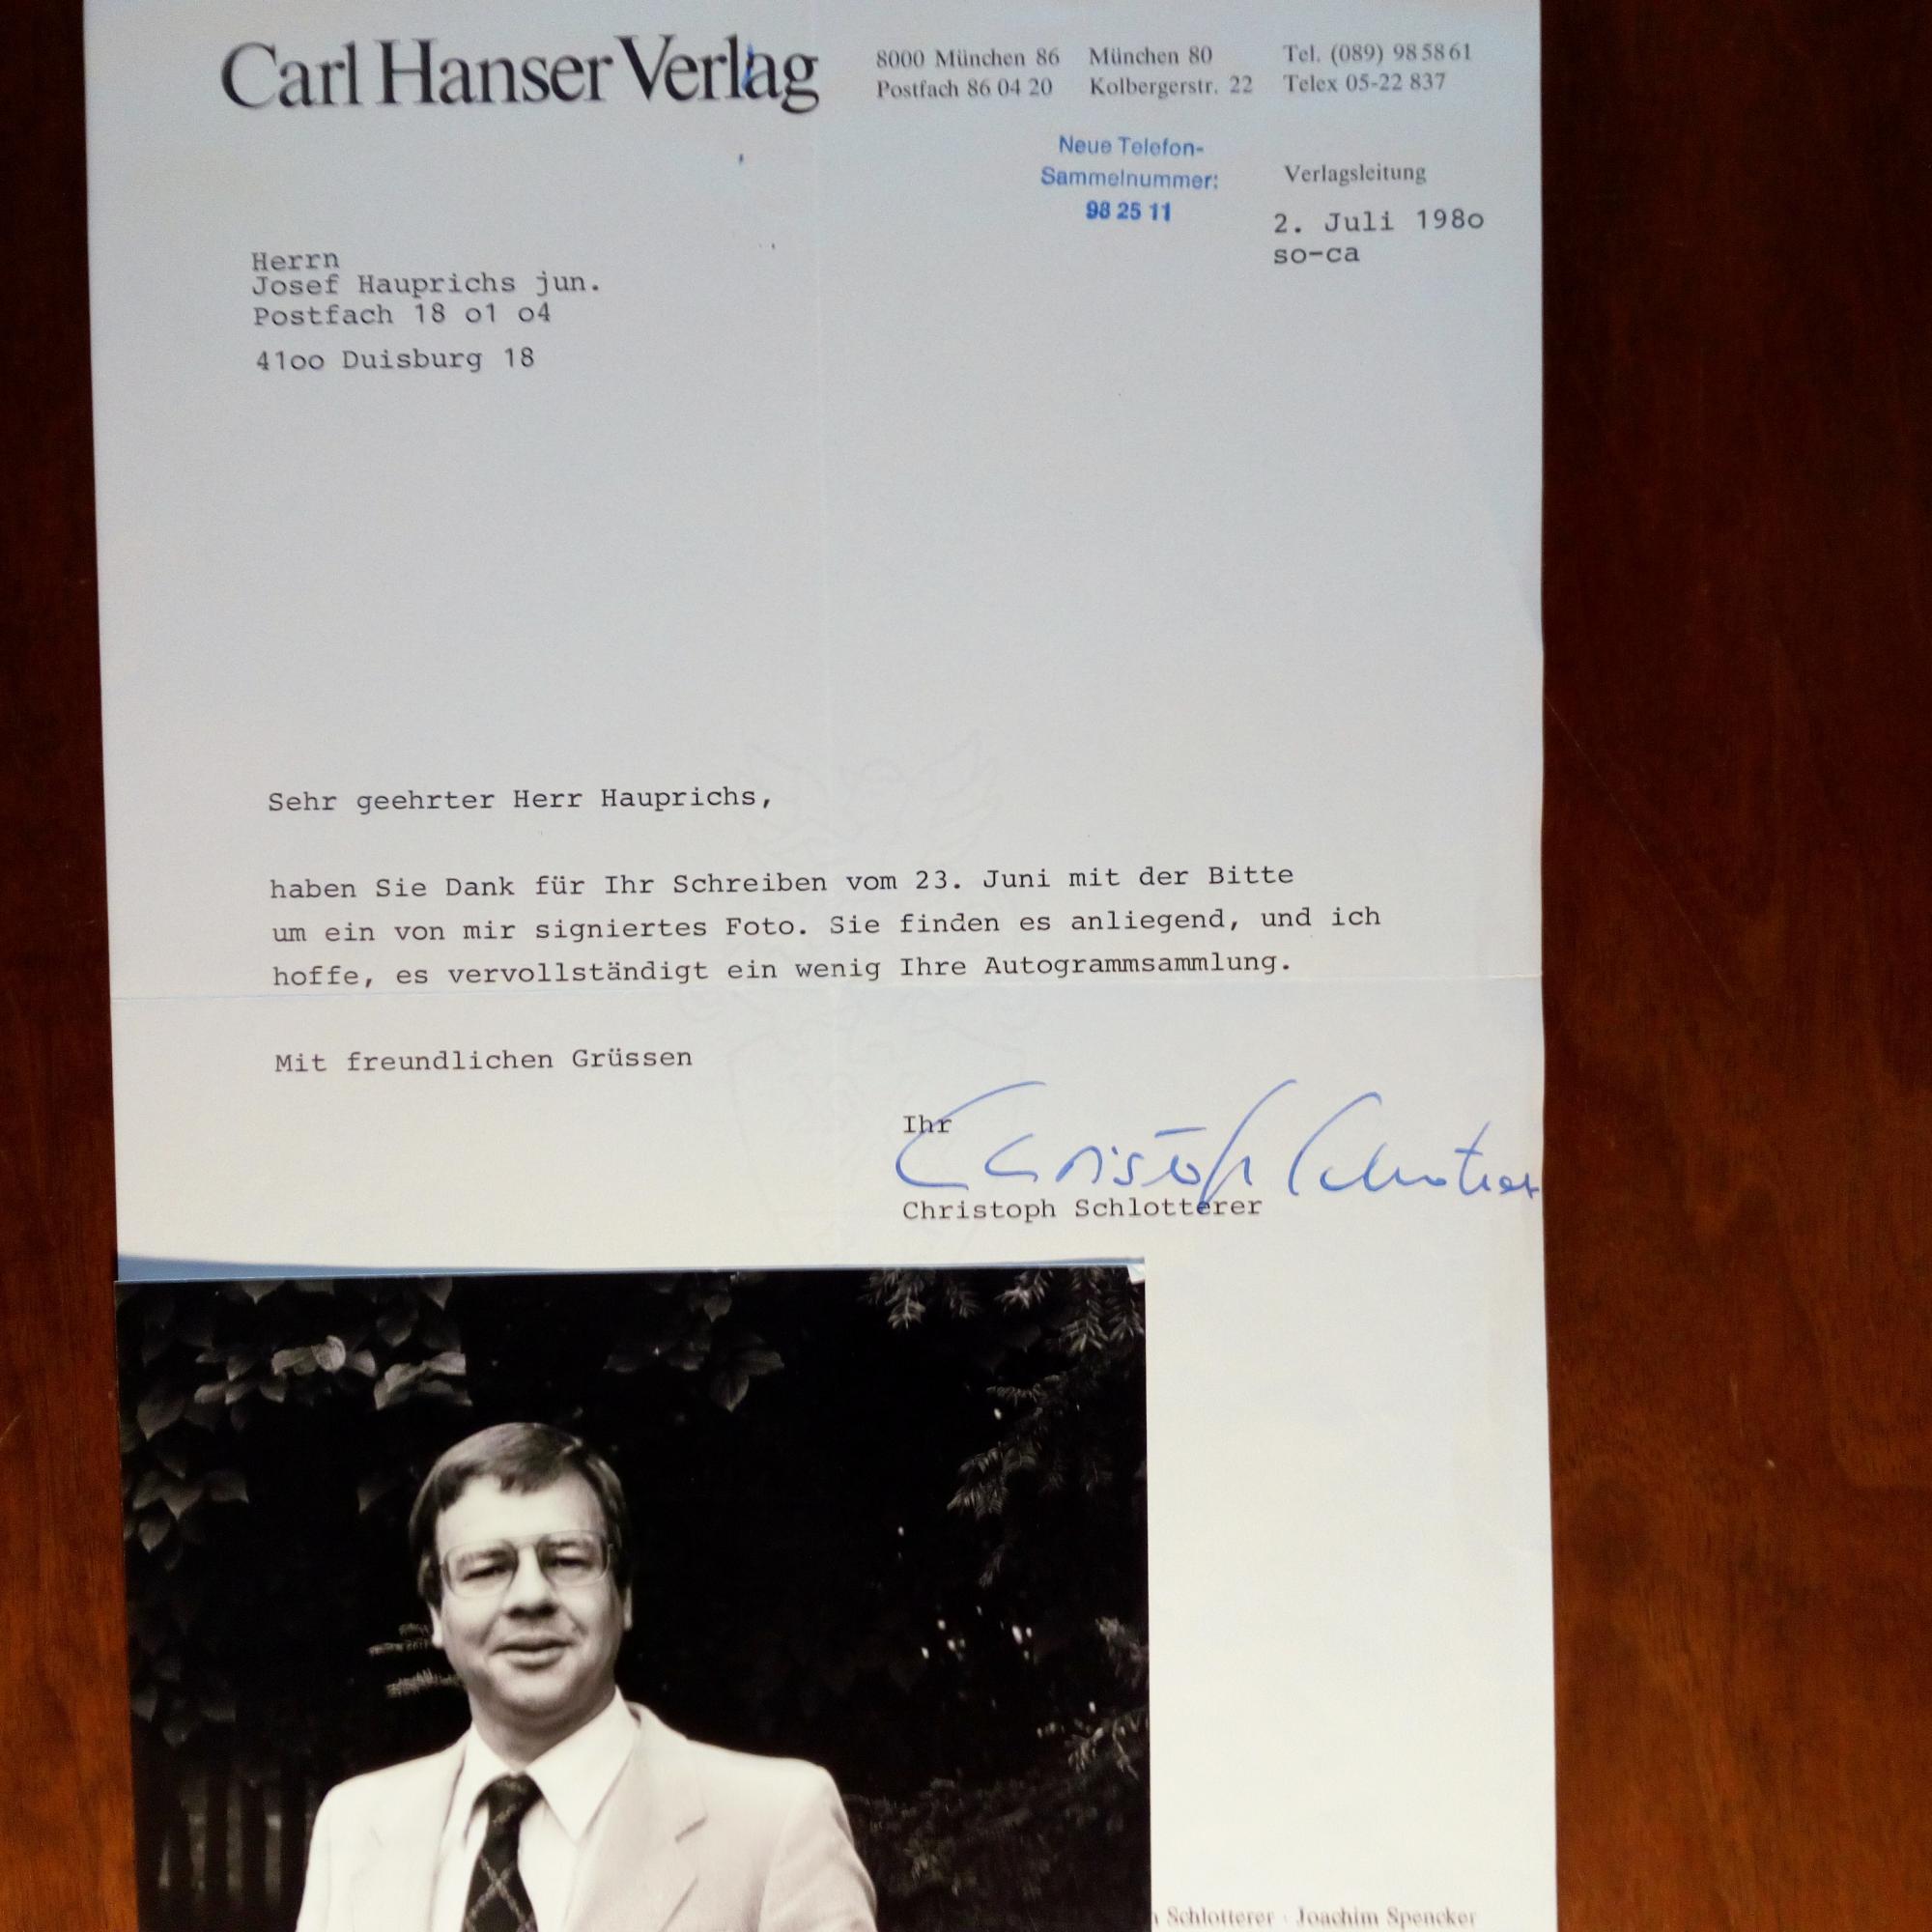 Carl Hanser Verlag
8000 München 86 München 80 Tel. (089) 98 58 61
Postfach 86 04 20 Kolbergerstr. 22 Telex 05-22 837
Neue Telefon-
Sammelnummer:
98 25 11
Verlagsleitung
2. Juli 198o
so-ca
Herrn
Josef Hauprichs jun.
Postfach 18 o1 o4
41oo Duisburg 18
Sehr geehrter Herr Hauprichs,
haben Sie Dank für Ihr Schreiben vom 23. Juni mit der Bitte
um ein von mir signiertes Foto. Sie finden es anliegend, und ich
hoffe, es vervollständigt ein wenig Ihre Autogrammsammlung.
Mit freundlichen Grüssen
Ihr
Christoph Schlotterer
Christoph Schlotterer
Schlotterer · Joachim Spencker